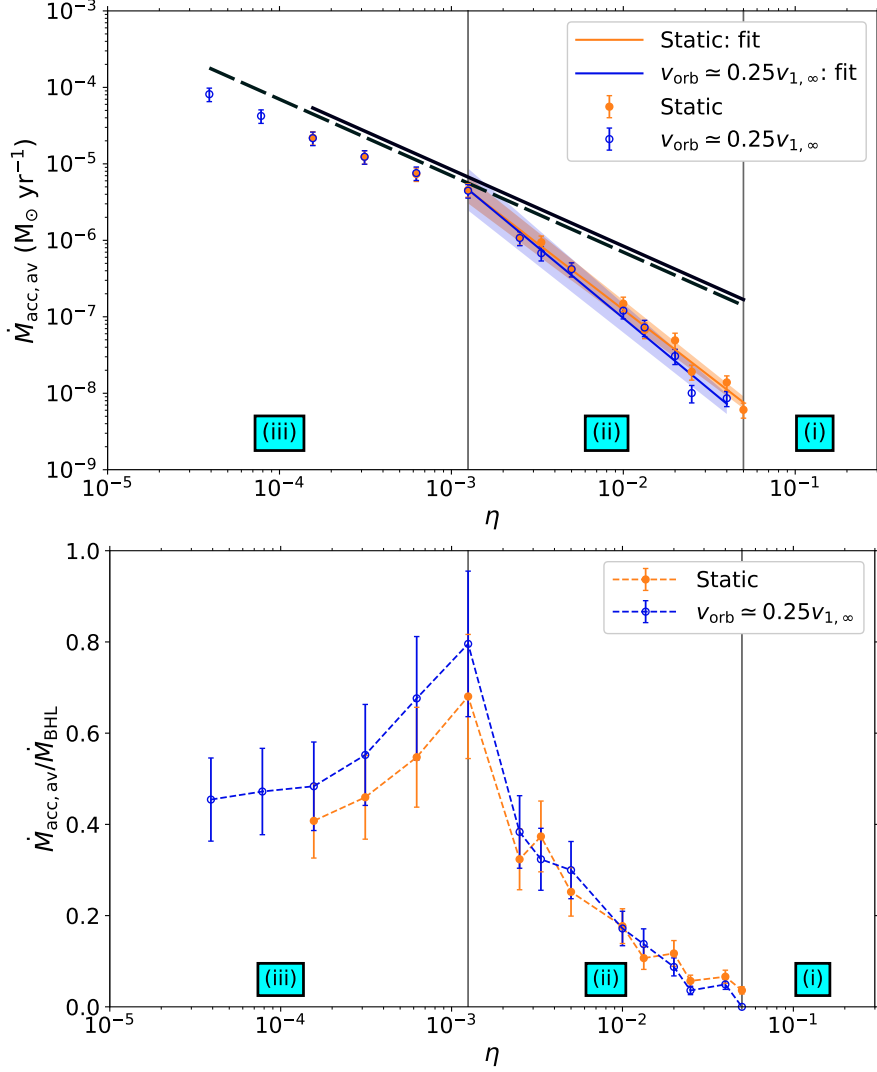 10⁻³
10⁻⁴
10⁻⁵
10⁻⁶
10⁻⁷
10⁻⁸
10⁻⁹
Ṁacc, av (M⊙ yr⁻¹)
Static: fit
vorb ≃ 0.25v1, ∞: fit
Static
vorb ≃ 0.25v1, ∞
(iii)
(ii)
(i)
10⁻⁵
10⁻⁴
10⁻³
10⁻²
10⁻¹
η
1.0
0.8
0.6
0.4
0.2
0.0
Ṁacc, av/ṀBHL
Static
vorb ≃ 0.25v1, ∞
(iii)
(ii)
(i)
10⁻⁵
10⁻⁴
10⁻³
10⁻²
10⁻¹
η